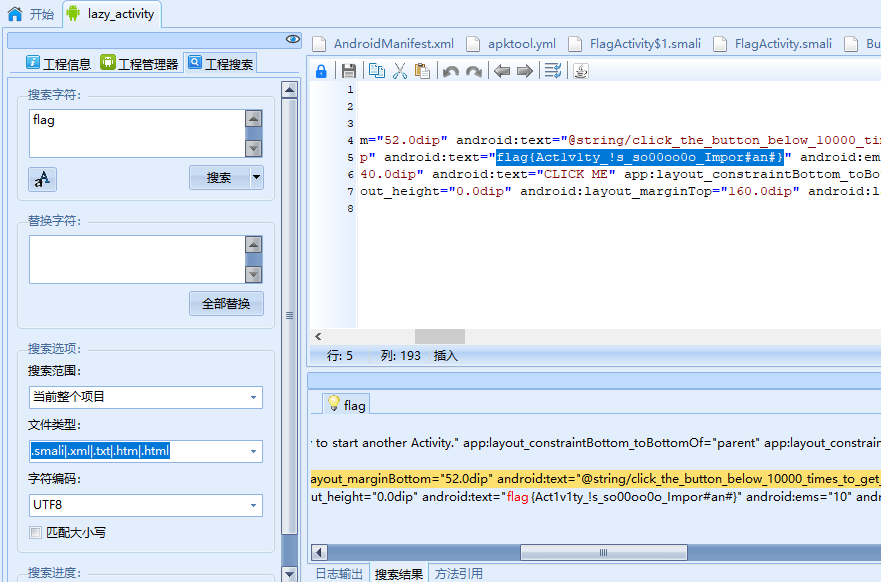 开始
lazy_activity
工程信息
工程管理器
工程搜索
搜索字符:
flag
搜索
替换字符:
全部替换
搜索选项:
搜索范围:
当前整个项目
文件类型:
.smali|.xml|.txt|.htm|.html
字符编码:
UTF8
匹配大小写
搜索进度:
AndroidManifest.xml
apktool.yml
FlagActivity$1.smali
FlagActivity.smali
Bu
1
2
3
4 m="52.0dip" android:text="@string/click_the_button_below_10000_tim
5 p" android:text="flag{Act1v1ty_!s_so00oo0o_Impor#an#}" android:em
6 40.0dip" android:text="CLICK ME" app:layout_constraintBottom_toBo
7 out_height="0.0dip" android:layout_marginTop="160.0dip" android:l
8
行: 5 列: 193 插入
flag
to start another Activity." app:layout_constraintBottom_toBottomOf="parent" app:layout_constrain
ayout_marginBottom="52.0dip" android:text="@string/click_the_button_below_10000_times_to_get_
ut_height="0.0dip" android:text="flag{Act1v1ty_!s_so00oo0o_Impor#an#}" android:ems="10" andr
日志输出 搜索结果 方法引用